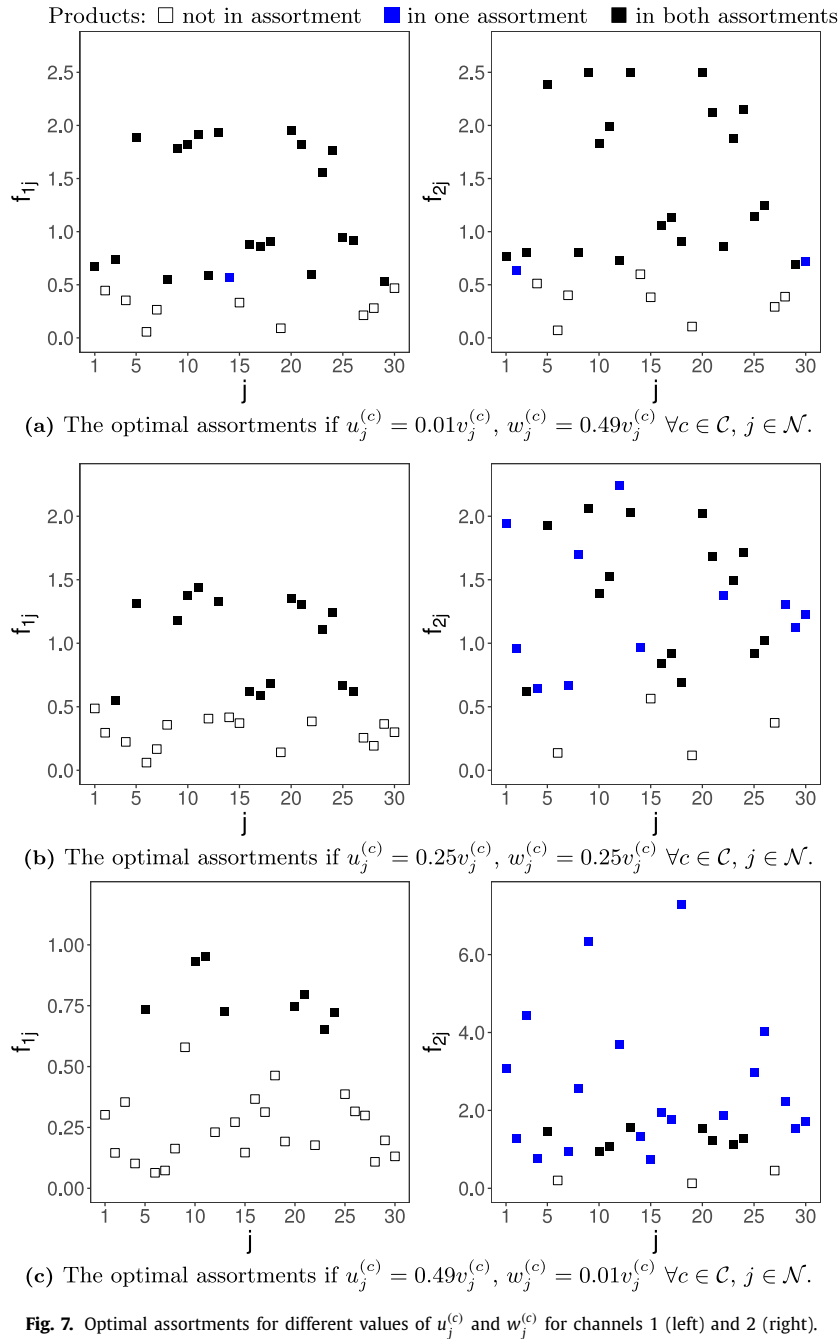 Products: □ not in assortment ■ in one assortment ■ in both assortments
2.5
2.0
1.5
1.0
0.5
0.0
f1j
1 5 10 15 20 25 30
j
2.5
2.0
1.5
1.0
0.5
0.0
f2j
1 5 10 15 20 25 30
j
(a) The optimal assortments if u_j^{(c)} = 0.01v_j^{(c)}, w_j^{(c)} = 0.49v_j^{(c)} ∀c ∈ C, j ∈ N.
2.0
1.5
1.0
0.5
0.0
f1j
1 5 10 15 20 25 30
j
2.0
1.5
1.0
0.5
0.0
f2j
1 5 10 15 20 25 30
j
(b) The optimal assortments if u_j^{(c)} = 0.25v_j^{(c)}, w_j^{(c)} = 0.25v_j^{(c)} ∀c ∈ C, j ∈ N.
1.00
0.75
0.50
0.25
0.00
f1j
1 5 10 15 20 25 30
j
6.0
4.0
2.0
0.0
f2j
1 5 10 15 20 25 30
j
(c) The optimal assortments if u_j^{(c)} = 0.49v_j^{(c)}, w_j^{(c)} = 0.01v_j^{(c)} ∀c ∈ C, j ∈ N.
Fig. 7. Optimal assortments for different values of u_j^{(c)} and w_j^{(c)} for channels 1 (left) and 2 (right).